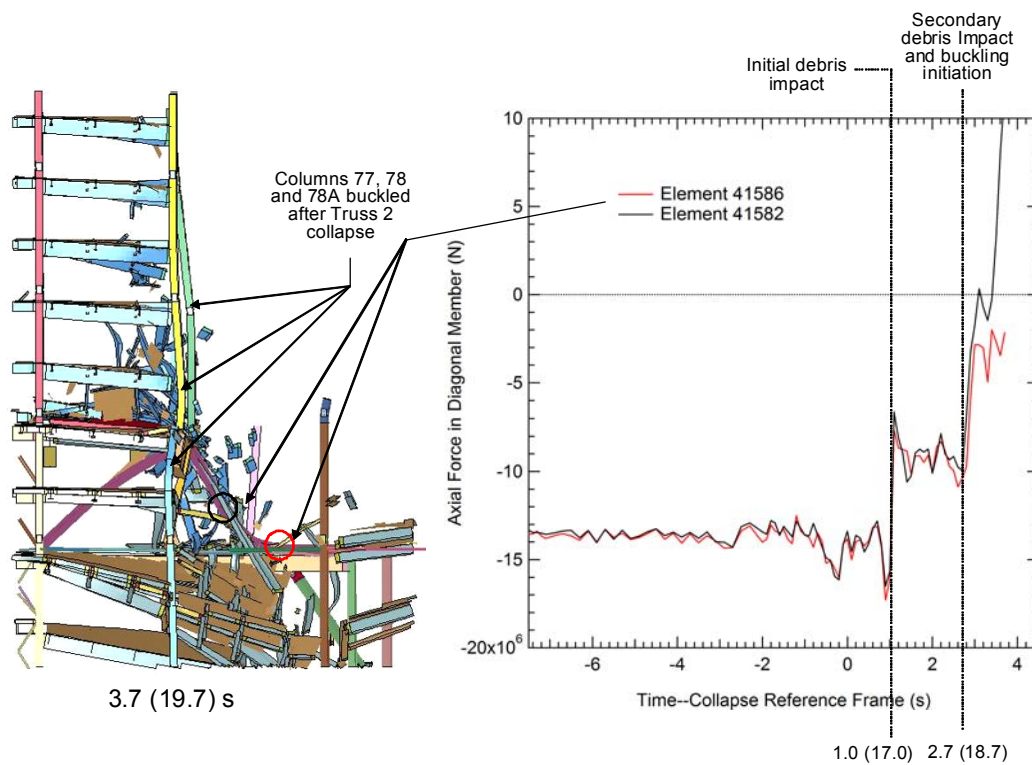 Initial debris
impact
Secondary
debris Impact
and buckling
initiation
Columns 77, 78
and 78A buckled
after Truss 2
collapse
3.7 (19.7) s
Element 41586
Element 41582
Axial Force in Diagonal Member (N)
10
5
0
-5
-10
-15
-20x10⁶
-6
-4
-2
0
2
4
Time--Collapse Reference Frame (s)
1.0 (17.0)
2.7 (18.7)